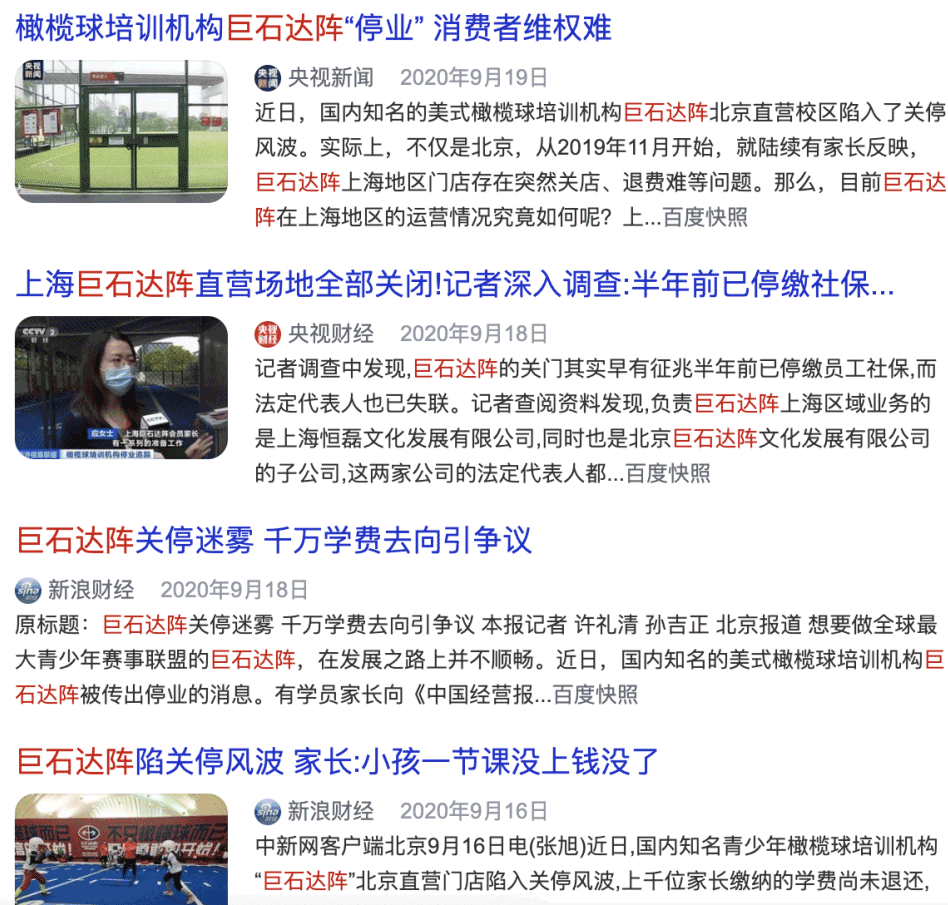 橄榄球培训机构巨石达阵“停业” 消费者维权难
央视新闻
央视新闻 2020年9月19日
近日，国内知名的美式橄榄球培训机构巨石达阵北京直营校区陷入了关停
风波。实际上，不仅是北京，从2019年11月开始，就陆续有家长反映，
巨石达阵上海地区门店存在突然关店、退费难等问题。那么，目前巨石达
阵在上海地区的运营情况究竟如何呢？上...百度快照
上海巨石达阵直营场地全部关闭!记者深入调查:半年前已停缴社保...
CCTV 2
财经
应女士 上海巨石达阵会员家长
有一系列的准备工作
橄榄球培训机构停业追踪
央视财经 2020年9月18日
记者调查中发现,巨石达阵的关门其实早有征兆半年前已停缴员工社保,而
法定代表人也已失联。记者查阅资料发现,负责巨石达阵上海区域业务的
是上海恒磊文化发展有限公司,同时也是北京巨石达阵文化发展有限公司
的子公司,这两家公司的法定代表人都...百度快照
巨石达阵关停迷雾 千万学费去向引争议
sina 新浪财经 2020年9月18日
原标题：巨石达阵关停迷雾 千万学费去向引争议 本报记者 许礼清 孙吉正 北京报道 想要做全球最
大青少年赛事联盟的巨石达阵，在发展之路上并不顺畅。近日，国内知名的美式橄榄球培训机构巨
石达阵被传出停业的消息。有学员家长向《中国经营报...百度快照
巨石达阵陷关停风波 家长:小孩一节课没上钱没了
球而已 不只橄榄球而已
sina 新浪财经 2020年9月16日
中新网客户端北京9月16日电(张旭)近日,国内知名青少年橄榄球培训机构
“巨石达阵”北京直营门店陷入关停风波,上千位家长缴纳的学费尚未退还,